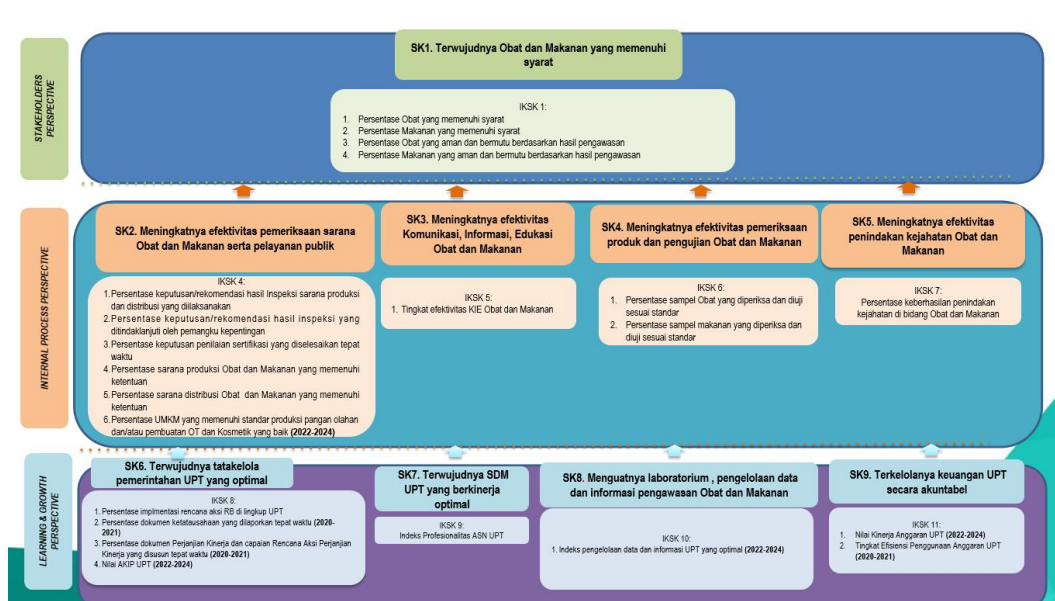 STAKEHOLDERS
PERSPECTIVE
SK1. Terwujudnya Obat dan Makanan yang memenuhi
syarat
IKSK 1:
1. Persentase Obat yang memenuhi syarat
2. Persentase Makanan yang memenuhi syarat
3. Persentase Obat yang aman dan bermutu berdasarkan hasil pengawasan
4. Persentase Makanan yang aman dan bermutu berdasarkan hasil pengawasan
INTERNAL PROCESS PERSPECTIVE
SK2. Meningkatnya efektivitas pemeriksaan sarana
Obat dan Makanan serta pelayanan publik
IKSK 4:
1. Persentase keputusan/rekomendasi hasil Inspeksi sarana produksi
dan distribusi yang diilaksanakan
2. Persentase keputusan/rekomendasi hasil inspeksi yang
ditindaklanjuti oleh pemangku kepentingan
3. Persentase keputusan penilaian sertifikasi yang diselesaikan tepat
waktu
4. Persentase sarana produksi Obat dan Makanan yang memenuhi
ketentuan
5. Persentase sarana distribusi Obat dan Makanan yang memenuhi
ketentuan
6. Persentase UMKM yang memenuhi standar produksi pangan olahan
dan/atau pembuatan OT dan Kosmetik yang baik (2022-2024)
SK3. Meningkatnya efektivitas
Komunikasi, Informasi, Edukasi
Obat dan Makanan
IKSK 5:
1. Tingkat efektivitas KIE Obat dan Makanan
SK4. Meningkatnya efektivitas pemeriksaan
produk dan pengujian Obat dan Makanan
IKSK 6:
1. Persentase sampel Obat yang diperiksa dan diuji
sesuai standar
2. Persentase sampel makanan yang diperiksa dan
diuji sesuai standar
SK5. Meningkatnya efektivitas
penindakan kejahatan Obat dan
Makanan
IKSK 7:
Persentase keberhasilan penindakan
kejahatan di bidang Obat dan Makanan
LEARNING & GROWTH
PERSPECTIVE
SK6. Terwujudnya tatakelola
pemerintahan UPT yang optimal
IKSK 8:
1. Persentase implmentasi rencana aksi RB di lingkup UPT
2. Persentase dokumen ketatausahaan yang dilaporkan tepat waktu (2020-
2021)
3. Persentase dokumen Perjanjian Kinerja dan capaian Rencana Aksi Perjanjian
Kinerja yang disusun tepat waktu (2020-2021)
4. Nilai AKIP UPT (2022-2024)
SK7. Terwujudnya SDM
UPT yang berkinerja
optimal
IKSK 9:
Indeks Profesionalitas ASN UPT
SK8. Menguatnya laboratorium , pengelolaan data
dan informasi pengawasan Obat dan Makanan
IKSK 10:
1. Indeks pengelolaan data dan informasi UPT yang optimal (2022-2024)
SK9. Terkelolanya keuangan UPT
secara akuntabel
IKSK 11:
1. Nilai Kinerja Anggaran UPT (2022-2024)
2. Tingkat Efisiensi Penggunaan Anggaran UPT
(2020-2021)